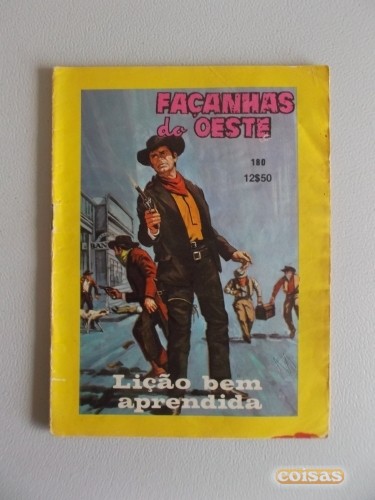 FAÇANHAS
do OESTE
180
12$50
Lição bem
aprendida
coisas